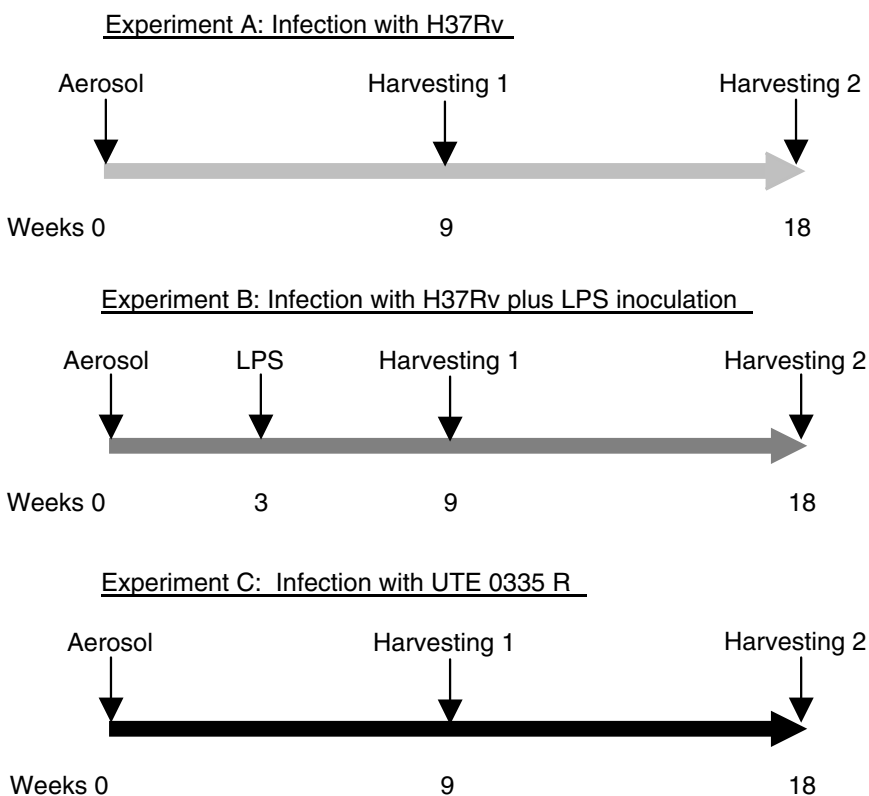 Experiment A: Infection with H37Rv
Aerosol Harvesting 1 Harvesting 2
Weeks 0 9 18
Experiment B: Infection with H37Rv plus LPS inoculation
Aerosol LPS Harvesting 1 Harvesting 2
Weeks 0 3 9 18
Experiment C: Infection with UTE 0335 R
Aerosol Harvesting 1 Harvesting 2
Weeks 0 9 18